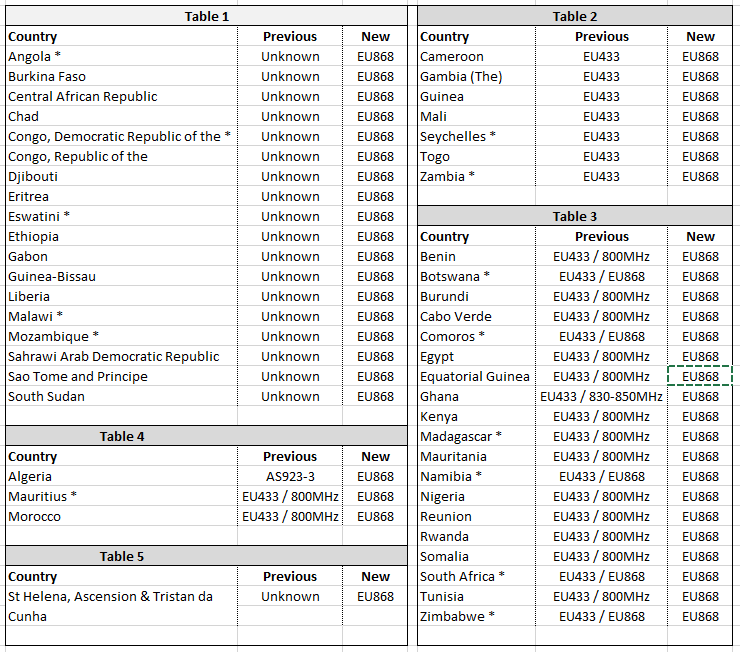 Table 1
Country Previous New
Angola * Unknown EU868
Burkina Faso Unknown EU868
Central African Republic Unknown EU868
Chad Unknown EU868
Congo, Democratic Republic of the * Unknown EU868
Congo, Republic of the Unknown EU868
Djibouti Unknown EU868
Eritrea Unknown EU868
Eswatini * Unknown EU868
Ethiopia Unknown EU868
Gabon Unknown EU868
Guinea-Bissau Unknown EU868
Liberia Unknown EU868
Malawi * Unknown EU868
Mozambique * Unknown EU868
Sahrawi Arab Democratic Republic Unknown EU868
Sao Tome and Principe Unknown EU868
South Sudan Unknown EU868
Table 4
Country Previous New
Algeria AS923-3 EU868
Mauritius * EU433 / 800MHz EU868
Morocco EU433 / 800MHz EU868
Table 5
Country Previous New
St Helena, Ascension & Tristan da Unknown EU868
Cunha
Table 2
Country Previous New
Cameroon EU433 EU868
Gambia (The) EU433 EU868
Guinea EU433 EU868
Mali EU433 EU868
Seychelles * EU433 EU868
Togo EU433 EU868
Zambia * EU433 EU868
Table 3
Country Previous New
Benin EU433 / 800MHz EU868
Botswana * EU433 / EU868 EU868
Burundi EU433 / 800MHz EU868
Cabo Verde EU433 / 800MHz EU868
Comoros * EU433 / EU868 EU868
Egypt EU433 / 800MHz EU868
Equatorial Guinea EU433 / 800MHz EU868
Ghana EU433 / 830-850MHz EU868
Kenya EU433 / 800MHz EU868
Madagascar * EU433 / 800MHz EU868
Mauritania EU433 / 800MHz EU868
Namibia * EU433 / EU868 EU868
Nigeria EU433 / 800MHz EU868
Reunion EU433 / 800MHz EU868
Rwanda EU433 / 800MHz EU868
Somalia EU433 / 800MHz EU868
South Africa * EU433 / EU868 EU868
Tunisia EU433 / 800MHz EU868
Zimbabwe * EU433 / EU868 EU868